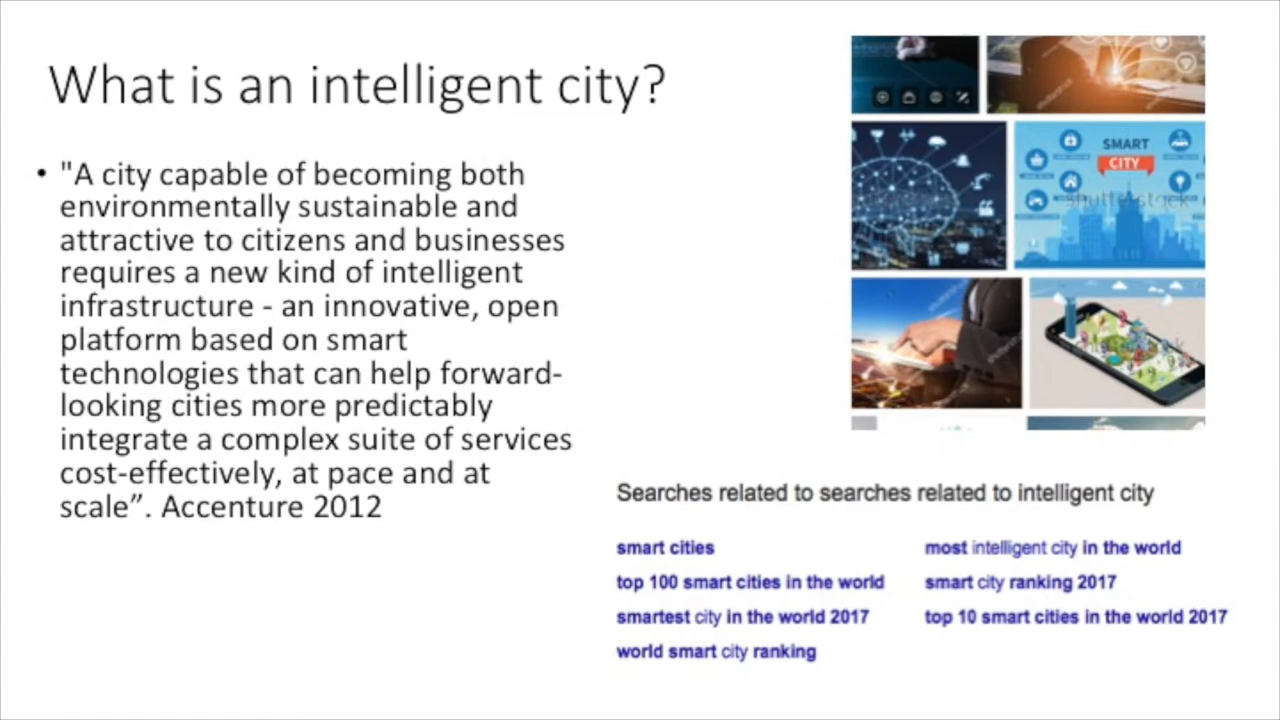 What is an intelligent city?
• "A city capable of becoming both
environmentally sustainable and
attractive to citizens and businesses
requires a new kind of intelligent
infrastructure - an innovative, open
platform based on smart
technologies that can help forward-
looking cities more predictably
integrate a complex suite of services
cost-effectively, at pace and at
scale”. Accenture 2012
SMART
CITY
shutterstock
Searches related to searches related to intelligent city
smart cities
top 100 smart cities in the world
smartest city in the world 2017
world smart city ranking
most intelligent city in the world
smart city ranking 2017
top 10 smart cities in the world 2017